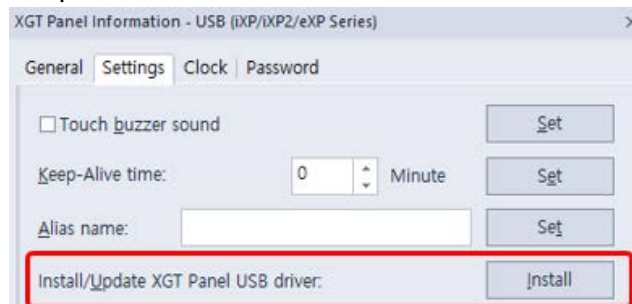 XGT Panel Information - USB (iXP/iXP2/eXP Series)
General Settings Clock Password
Touch buzzer sound Set
Keep-Alive time: 0 Minute Set
Alias name: Set
Install/Update XGT Panel USB driver: Install